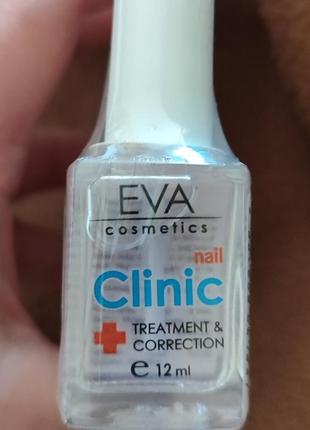 EVA
cosmetics
nail
Clinic
TREATMENT &
CORRECTION
e 12 ml